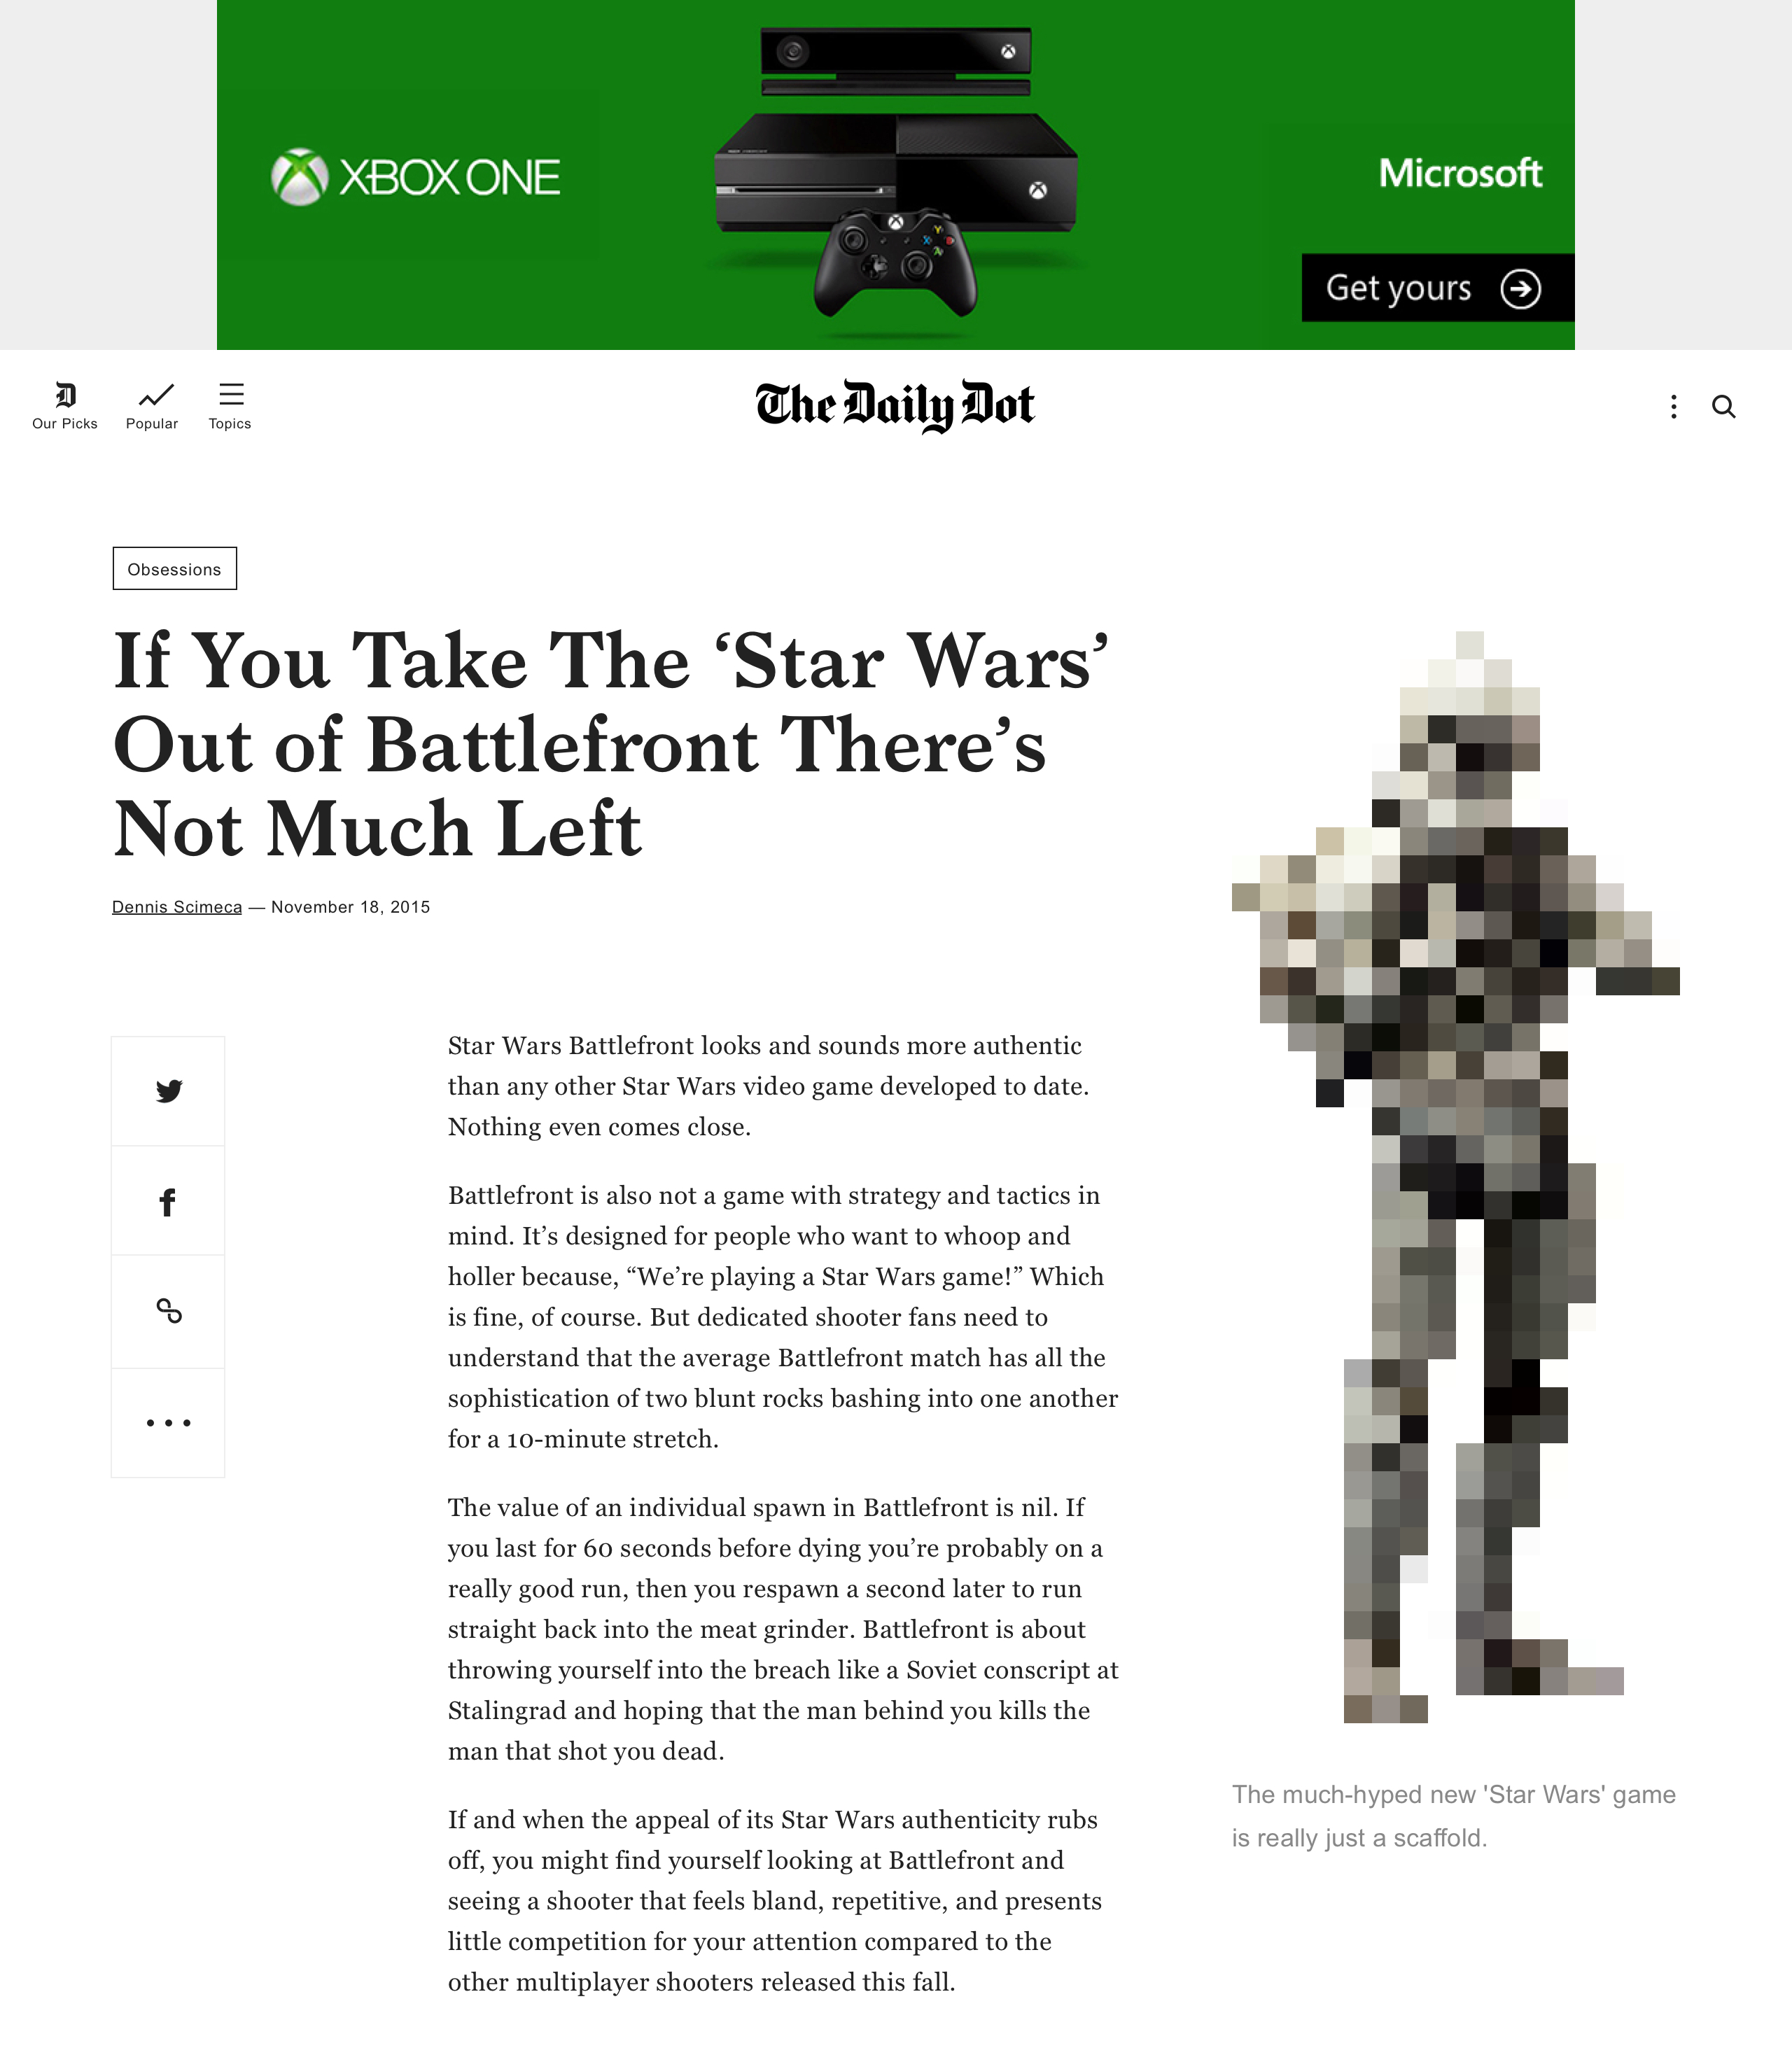 XBOX ONE
Microsoft
Get yours
Our Picks
Popular
Topics
The Daily Dot
Obsessions
If You Take The ‘Star Wars’
Out of Battlefront There’s
Not Much Left
Dennis Scimeca — November 18, 2015
Star Wars Battlefront looks and sounds more authentic
than any other Star Wars video game developed to date.
Nothing even comes close.
Battlefront is also not a game with strategy and tactics in
mind. It’s designed for people who want to whoop and
holler because, “We’re playing a Star Wars game!” Which
is fine, of course. But dedicated shooter fans need to
understand that the average Battlefront match has all the
sophistication of two blunt rocks bashing into one another
for a 10-minute stretch.
The value of an individual spawn in Battlefront is nil. If
you last for 60 seconds before dying you’re probably on a
really good run, then you respawn a second later to run
straight back into the meat grinder. Battlefront is about
throwing yourself into the breach like a Soviet conscript at
Stalingrad and hoping that the man behind you kills the
man that shot you dead.
If and when the appeal of its Star Wars authenticity rubs
off, you might find yourself looking at Battlefront and
seeing a shooter that feels bland, repetitive, and presents
little competition for your attention compared to the
other multiplayer shooters released this fall.
The much-hyped new 'Star Wars' game
is really just a scaffold.